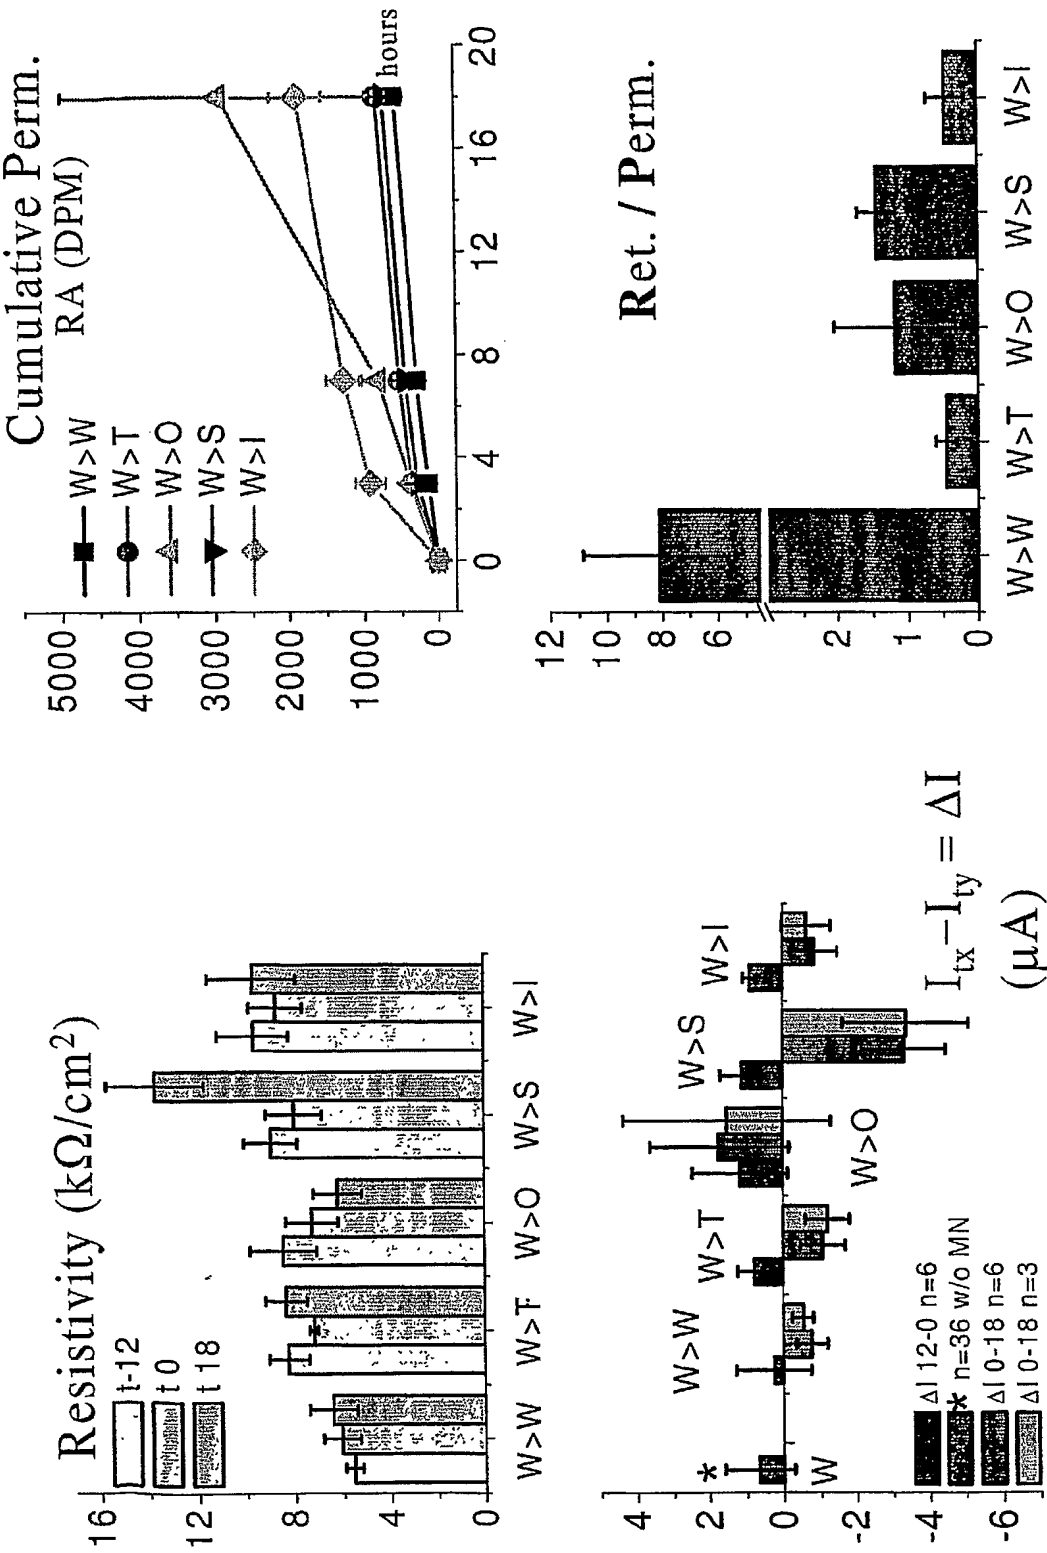 Resistivity (kΩ/cm²)
t-12
t 0
t 18
16
12
8
4
0
W>W
W>T
W>O
W>S
W>I
Cumulative Perm.
RA (DPM)
W>W
W>T
W>O
W>S
W>I
5000
4000
3000
2000
1000
0
hours
0
4
8
12
16
20
*
W
W>W
W>T
W>O
W>S
W>I
4
2
0
-2
-4
-6
ΔI 12-0 n=6
* n=36 w/o MN
ΔI 0-18 n=6
ΔI 0-18 n=3
Itx–Ity = ΔI
(μA)
Ret. / Perm.
12
10
8
6
2
1
0
W>W
W>T
W>O
W>S
W>I